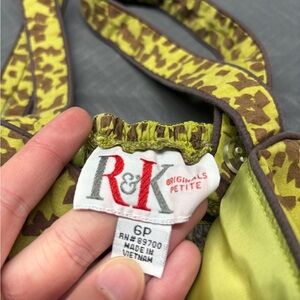 R&K
ORIGINALS
PETITE
6P
RN# 89700
MADE IN
VIETNAM